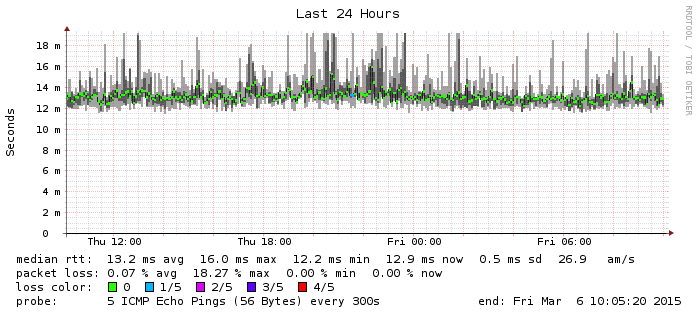 Last 24 Hours
RRDTOOL / TOBI OETIKER
Seconds
18 m
16 m
14 m
12 m
10 m
8 m
6 m
4 m
2 m
0
Thu 12:00 Thu 18:00 Fri 00:00 Fri 06:00
median rtt: 13.2 ms avg 16.0 ms max 12.2 ms min 12.9 ms now 0.5 ms sd 26.9 am/s
packet loss: 0.07 % avg 18.27 % max 0.00 % min 0.00 % now
loss color: 0 1/5 2/5 3/5 4/5
probe: 5 ICMP Echo Pings (56 Bytes) every 300s end: Fri Mar 6 10:05:20 2015